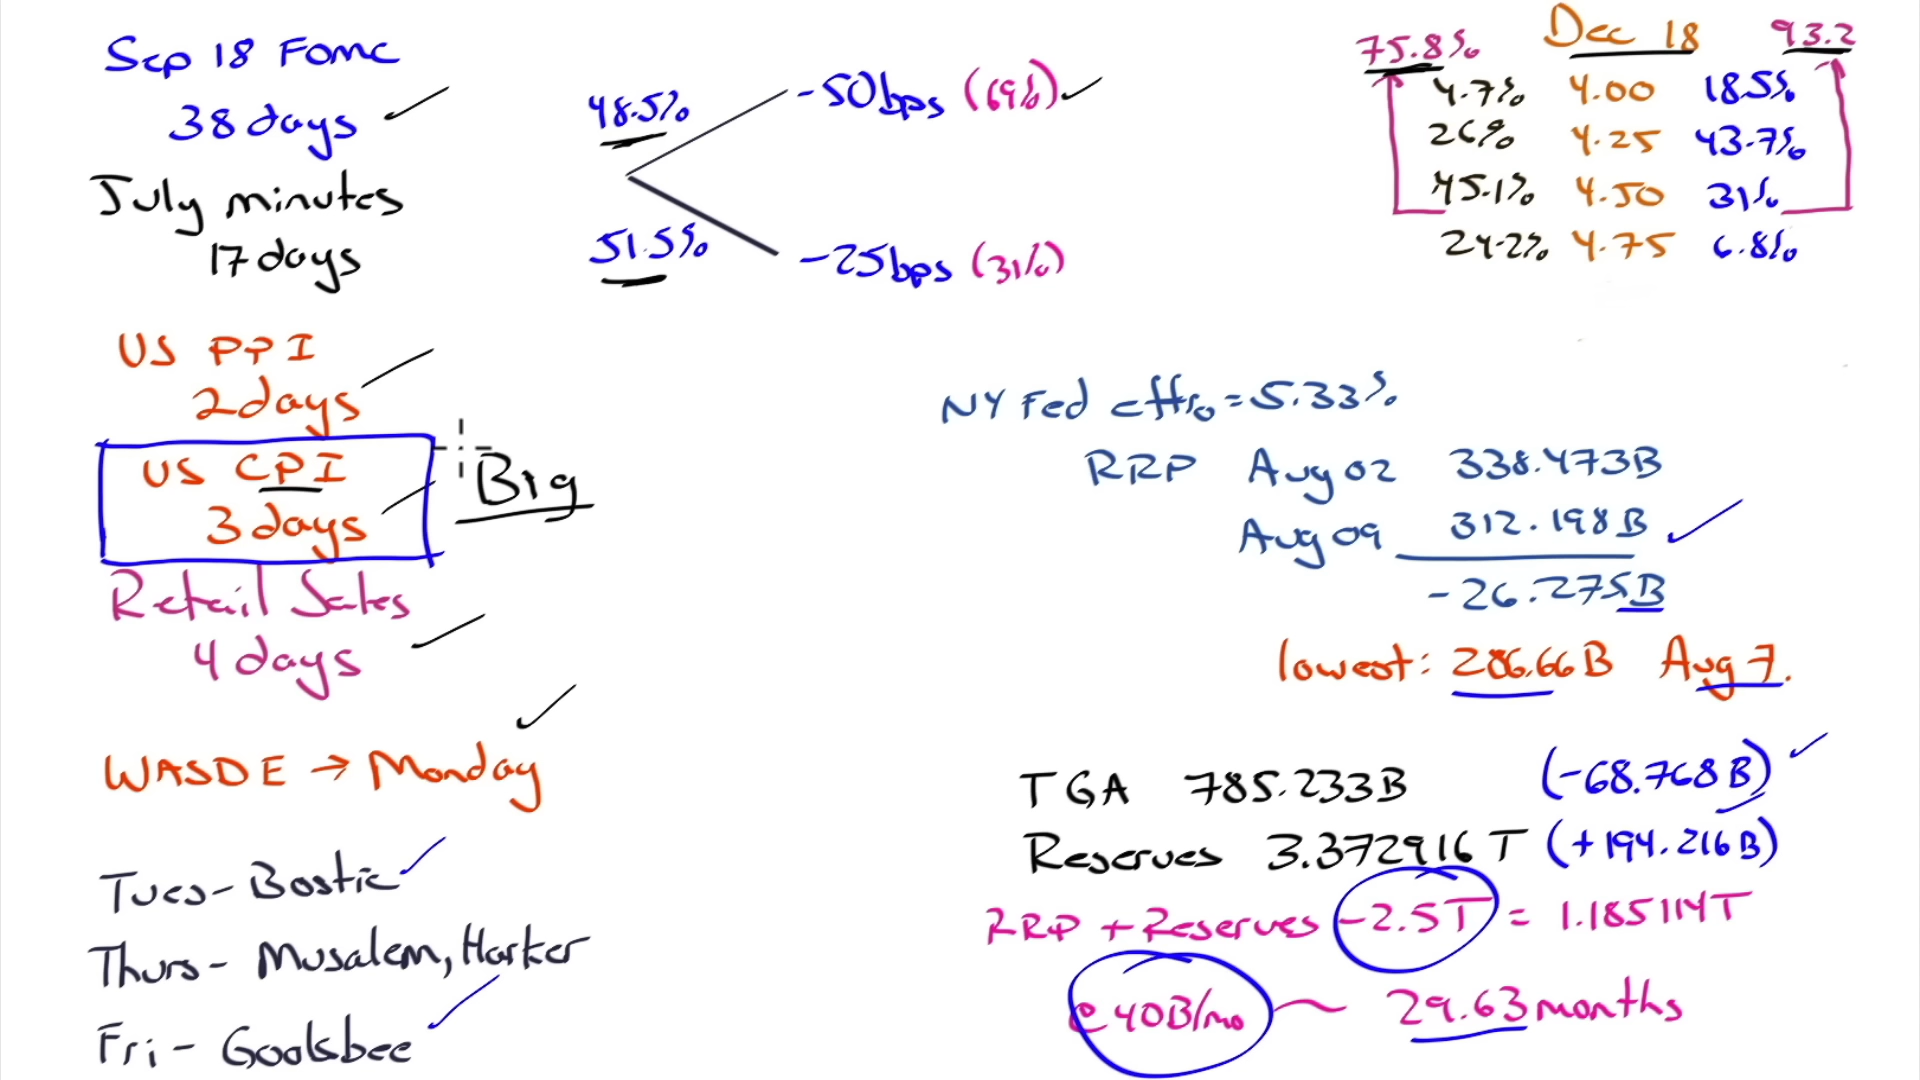 Sep 18 FOMC
38 days
July minutes
17 days
US PPI
2 days
US CPI
3 days
Big
Retail Sales
4 days
WASDE → Monday
Tues - Bostic
Thurs - Musalem, Harker
Fri - Goolsbee
48.5% -50bps (69%)
51.5% -25bps (31%)
75.8% Dec 18 93.2
4.7% 4.00 18.5%
26% 4.25 43.7%
45.1% 4.50 31%
24.2% 4.75 6.8%
NY Fed effro = 5.33%
RRP Aug 02 338.473B
Aug 09 312.198B
-26.275B
lowest: 286.66B Aug 7.
TGA 785.233B (-68.768B)
Reserves 3.372916T (+194.216B)
RRP + Reserves -2.5T = 1.185114T
@ 40B/mo ~ 29.63 months